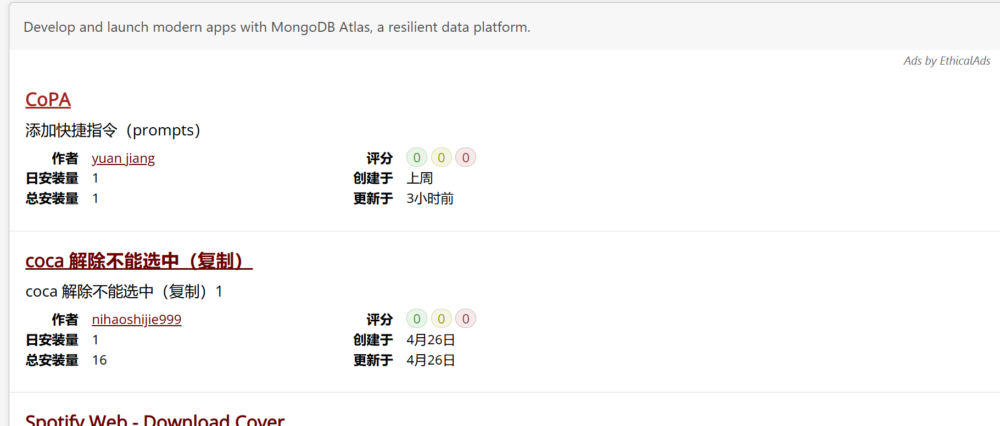 Develop and launch modern apps with MongoDB Atlas, a resilient data platform.
Ads by EthicalAds
CoPA
添加快捷指令（prompts）
作者 yuan jiang 评分 0 0 0
日安装量 1 创建于 上周
总安装量 1 更新于 3小时前
coca 解除不能选中（复制）
coca 解除不能选中（复制）1
作者 nihaoshijie999 评分 0 0 0
日安装量 1 创建于 4月26日
总安装量 16 更新于 4月26日
Spotify Web - Download Cover